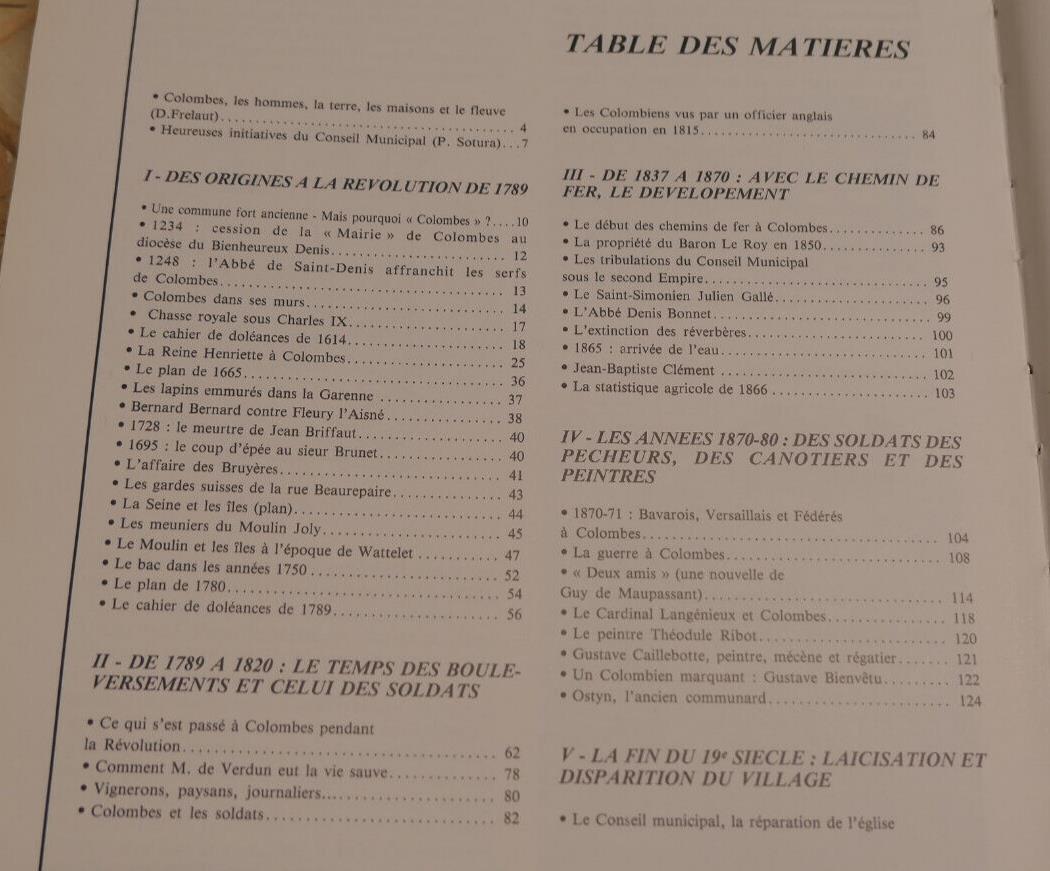 TABLE DES MATIERES
• Colombes, les hommes, la terre, les maisons et le fleuve
(D.Frelaut)........................................ 4
• Heureuses initiatives du Conseil Municipal (P. Sotura)...7
I - DES ORIGINES A LA REVOLUTION DE 1789
• Une commune fort ancienne - Mais pourquoi « Colombes » ?....10
• 1234 : cession de la « Mairie » de Colombes au
diocèse du Bienheureux Denis........................ 12
• 1248 : l'Abbé de Saint-Denis affranchit les serfs
de Colombes........................................ 13
• Colombes dans ses murs............................ 14
• Chasse royale sous Charles IX...................... 17
• Le cahier de doléances de 1614...................... 18
• La Reine Henriette à Colombes...................... 25
• Le plan de 1665.................................... 36
• Les lapins emmurés dans la Garenne ................ 37
• Bernard Bernard contre Fleury l'Aisné.............. 38
• 1728 : le meurtre de Jean Briffaut.................. 40
• 1695 : le coup d'épée au sieur Brunet.............. 40
• L'affaire des Bruyères.............................. 41
• Les gardes suisses de la rue Beaurepaire............ 43
• La Seine et les îles (plan).......................... 44
• Les meuniers du Moulin Joly........................ 45
• Le Moulin et les îles à l'époque de Wattelet .......... 47
• Le bac dans les années 1750........................ 52
• Le plan de 1780.................................... 54
• Le cahier de doléances de 1789...................... 56
II - DE 1789 A 1820 : LE TEMPS DES BOULE-
VERSEMENTS ET CELUI DES SOLDATS
• Ce qui s'est passé à Colombes pendant
la Révolution...................................... 62
• Comment M. de Verdun eut la vie sauve.............. 78
• Vignerons, paysans, journaliers...................... 80
• Colombes et les soldats............................ 82
• Les Colombiens vus par un officier anglais
en occupation en 1815.............................. 84
III - DE 1837 A 1870 : AVEC LE CHEMIN DE
FER, LE DEVELOPEMENT
• Le début des chemins de fer à Colombes.............. 86
• La propriété du Baron Le Roy en 1850................ 93
• Les tribulations du Conseil Municipal
sous le second Empire.............................. 95
• Le Saint-Simonien Julien Gallé...................... 96
• L'Abbé Denis Bonnet................................ 99
• L'extinction des réverbères.......................... 100
• 1865 : arrivée de l'eau.............................. 101
• Jean-Baptiste Clément .............................. 102
• La statistique agricole de 1866 ...................... 103
IV - LES ANNEES 1870-80 : DES SOLDATS DES
PECHEURS, DES CANOTIERS ET DES
PEINTRES
• 1870-71 : Bavarois, Versaillais et Fédérés
à Colombes........................................ 104
• La guerre à Colombes.............................. 108
• « Deux amis » (une nouvelle de
Guy de Maupassant)................................ 114
• Le Cardinal Langénieux et Colombes................ 118
• Le peintre Théodule Ribot.......................... 120
• Gustave Caillebotte, peintre, mécène et régatier....... 121
• Un Colombien marquant : Gustave Bienvêtu.......... 122
• Ostyn, l'ancien communard.......................... 124
V - LA FIN DU 19e SIECLE : LAICISATION ET
DISPARITION DU VILLAGE
• Le Conseil municipal, la réparation de l'église